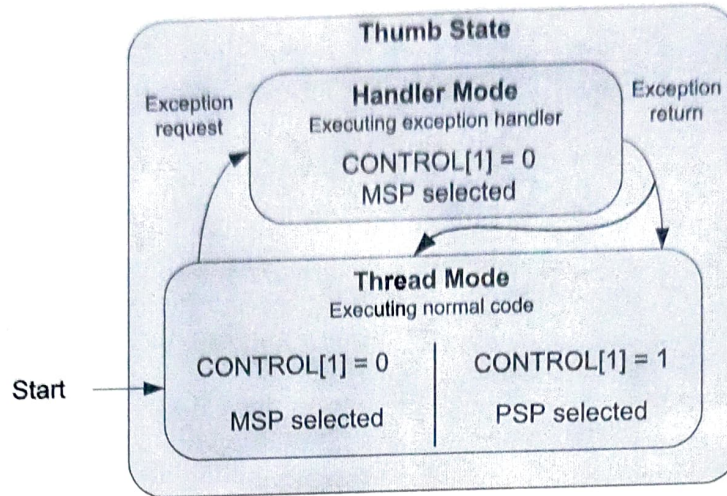 Thumb State
Exception
request
Handler Mode
Executing exception handler
CONTROL[1] = 0
MSP selected
Exception
return
Thread Mode
Executing normal code
CONTROL[1] = 0
MSP selected
CONTROL[1] = 1
PSP selected
Start